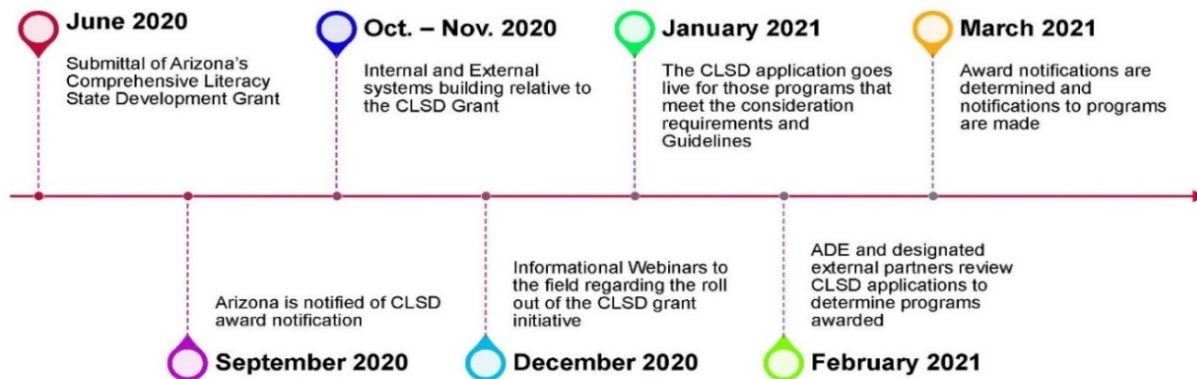 June 2020
Submittal of Arizona's
Comprehensive Literacy
State Development Grant
Oct. – Nov. 2020
Internal and External
systems building relative to
the CLSD Grant
January 2021
The CLSD application goes
live for those programs that
meet the consideration
requirements and
Guidelines
March 2021
Award notifications are
determined and
notifications to programs
are made
Arizona is notified of CLSD
award notification
September 2020
Informational Webinars to
the field regarding the roll
out of the CLSD grant
initiative
December 2020
ADE and designated
external partners review
CLSD applications to
determine programs
awarded
February 2021